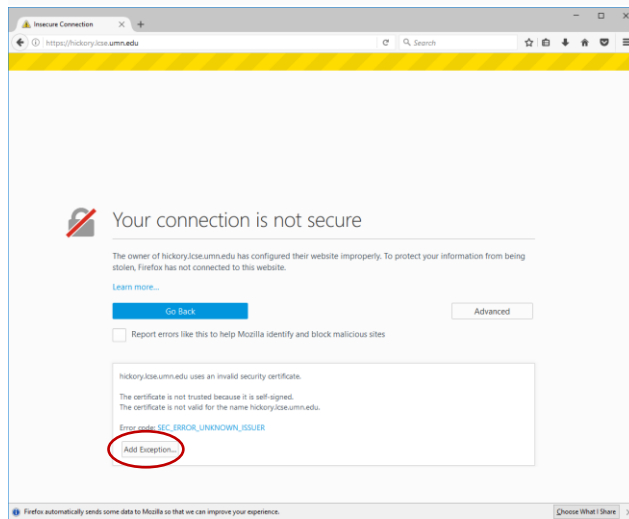 Insecure Connection
https://hickory.lcse.umn.edu
Search
Your connection is not secure
The owner of hickory.lcse.umn.edu has configured their website improperly. To protect your information from being
stolen, Firefox has not connected to this website.
Learn more...
Go Back
Advanced
Report errors like this to help Mozilla identify and block malicious sites
hickory.lcse.umn.edu uses an invalid security certificate.
The certificate is not trusted because it is self-signed.
The certificate is not valid for the name hickory.lcse.umn.edu.
Error code: SEC_ERROR_UNKNOWN_ISSUER
Add Exception...
Firefox automatically sends some data to Mozilla so that we can improve your experience.
Choose What I Share